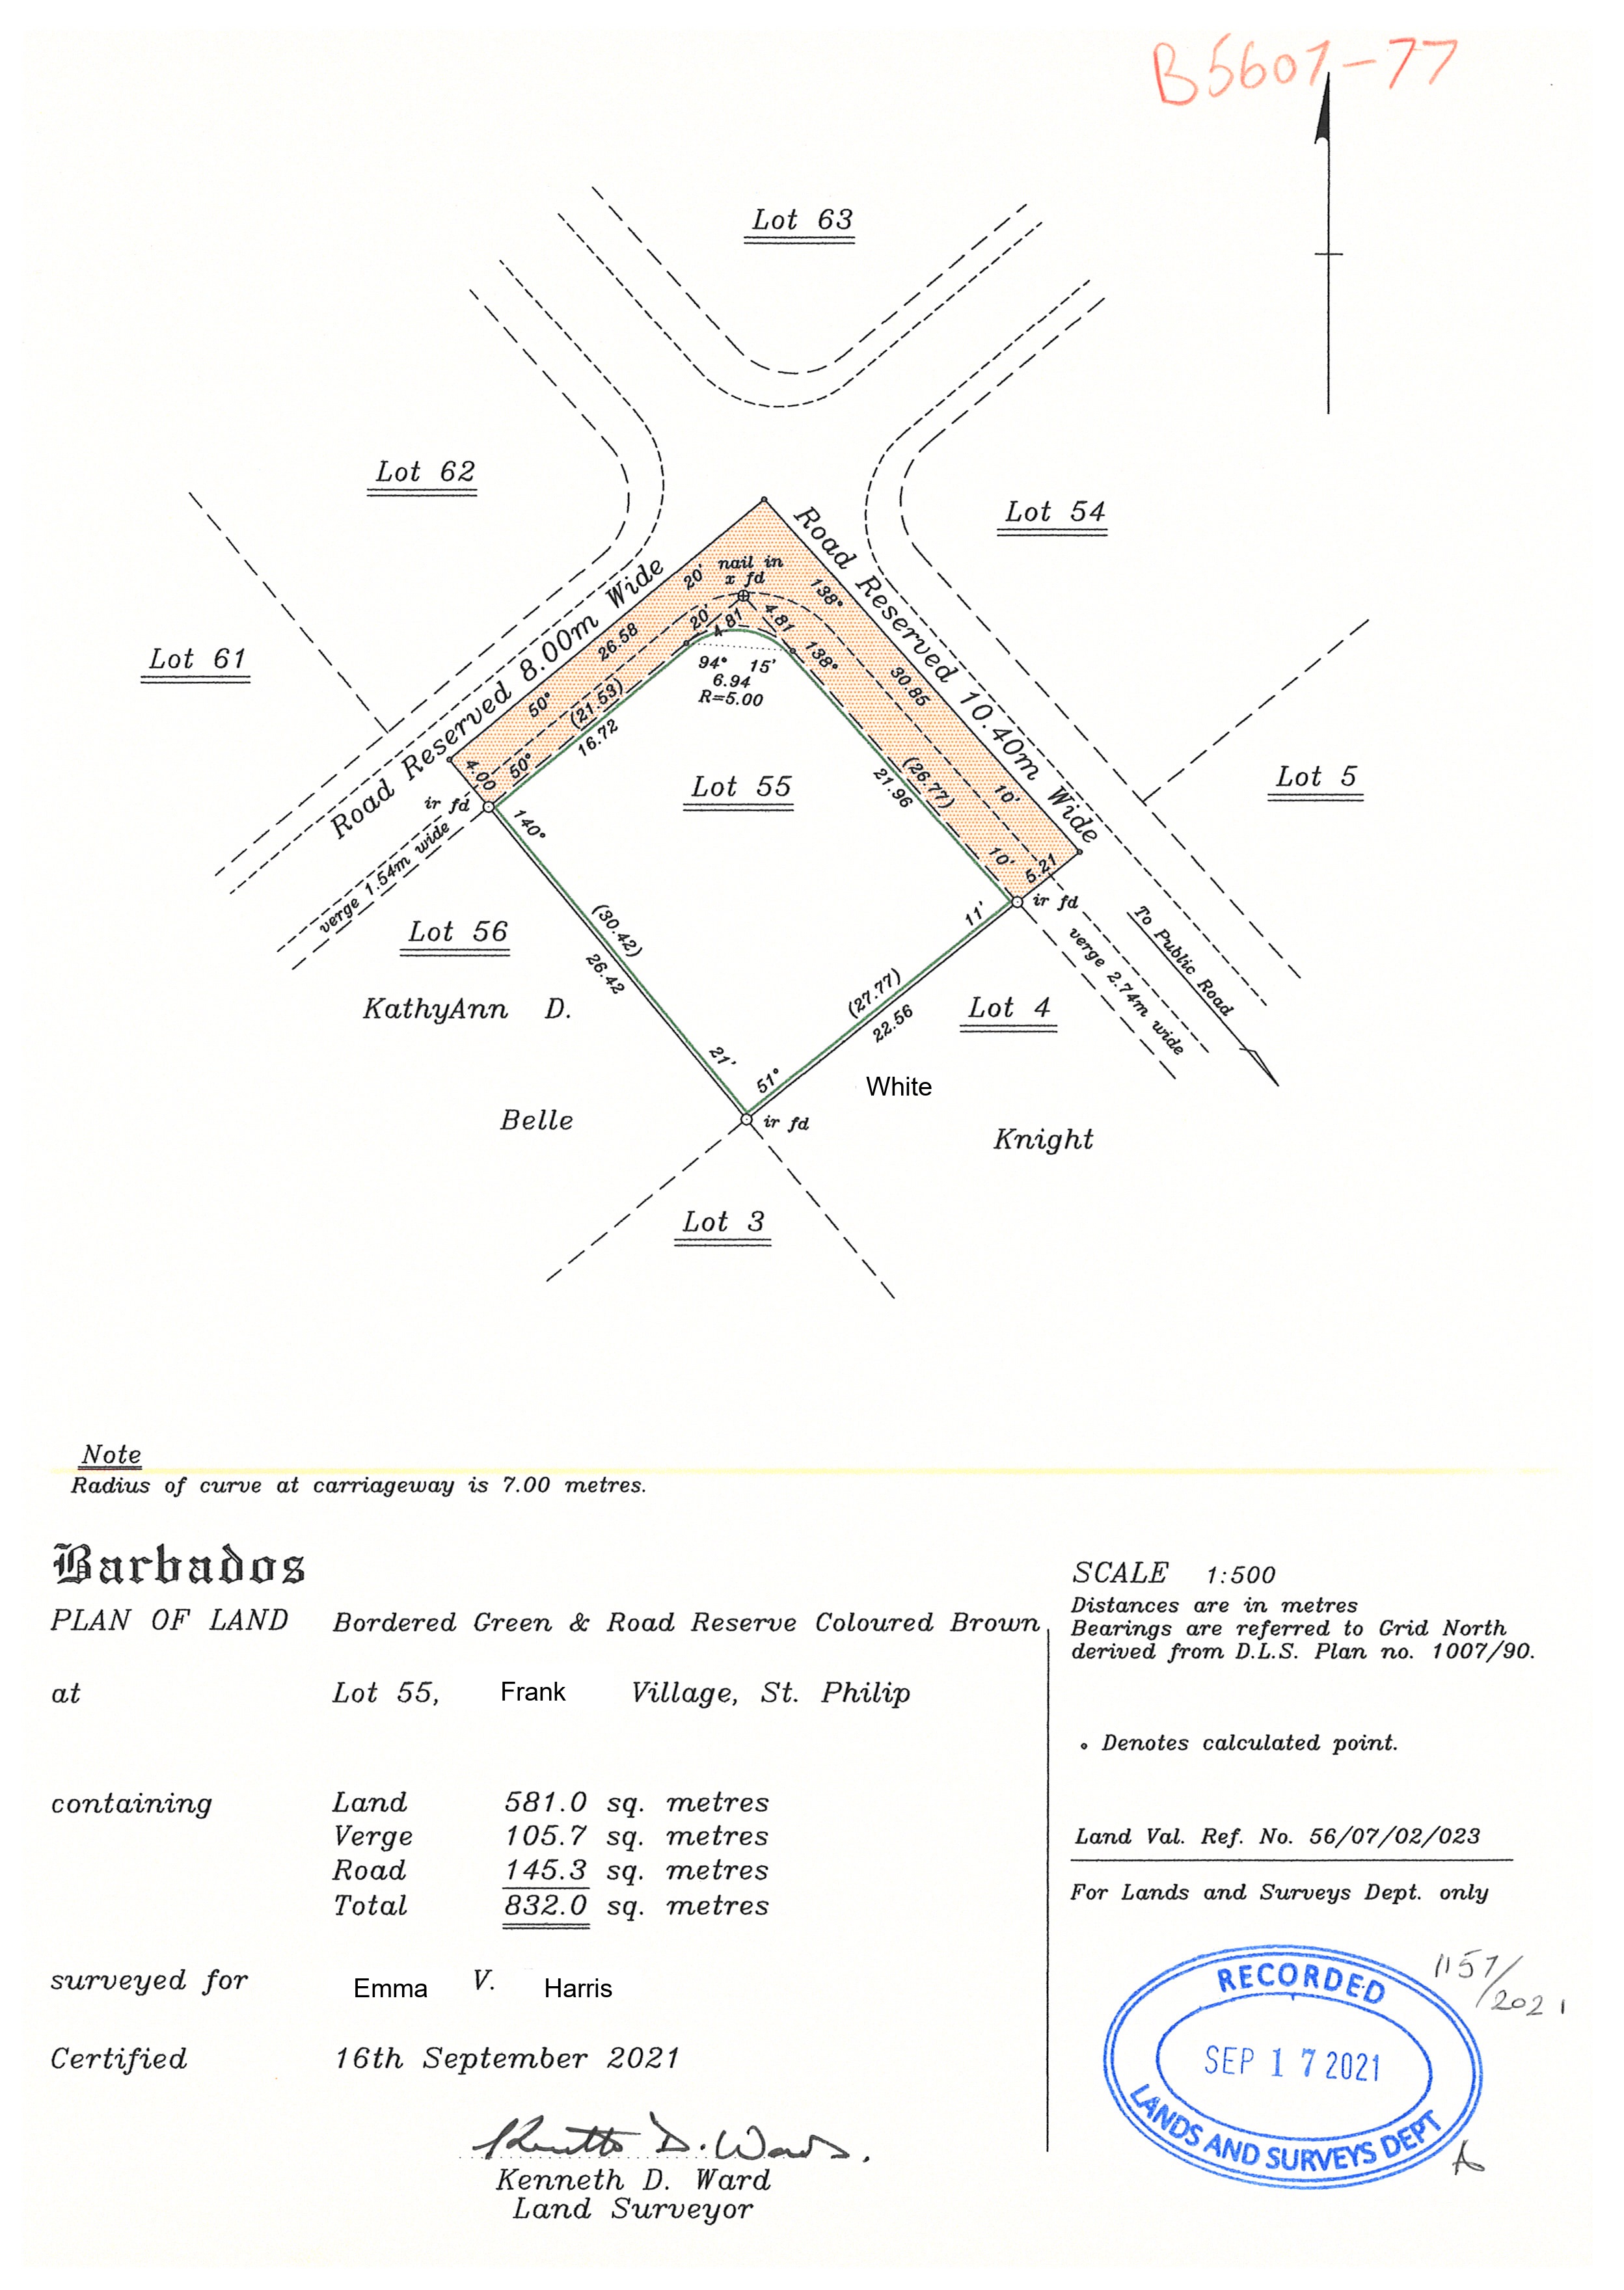 B5607-77
Lot 63
Lot 62
Lot 54
Road Reserved 8.00m Wide
Road Reserved 10.40m Wide
nail in
x fd
20'
138°
20'
4.81
4.81
138°
26.58
94° 15'
6.94
R=5.00
30.85
Lot 61
50°
(21.53)
16.72
4.00
50°
ir fd
140°
Lot 55
(26.77)
21.96
10'
10'
5.21
Lot 5
verge 1.54m wide
ir fd
11'
To Public Road
verge 2.74m wide
Lot 56
(30.42)
26.42
KathyAnn D.
(27.77)
22.56
Lot 4
21'
51°
White
Belle
ir fd
Knight
Lot 3
Note
Radius of curve at carriageway is 7.00 metres.
Barbados
PLAN OF LAND Bordered Green & Road Reserve Coloured Brown
at Lot 55, Frank Village, St. Philip
containing Land 581.0 sq. metres
Verge 105.7 sq. metres
Road 145.3 sq. metres
Total 832.0 sq. metres
surveyed for Emma V. Harris
Certified 16th September 2021
Kenneth D. Ward.
Kenneth D. Ward
Land Surveyor
SCALE 1:500
Distances are in metres
Bearings are referred to Grid North
derived from D.L.S. Plan no. 1007/90.
Denotes calculated point.
Land Val. Ref. No. 56/07/02/023
For Lands and Surveys Dept. only
1157/2021
RECORDED
SEP 17 2021
LANDS AND SURVEYS DEPT